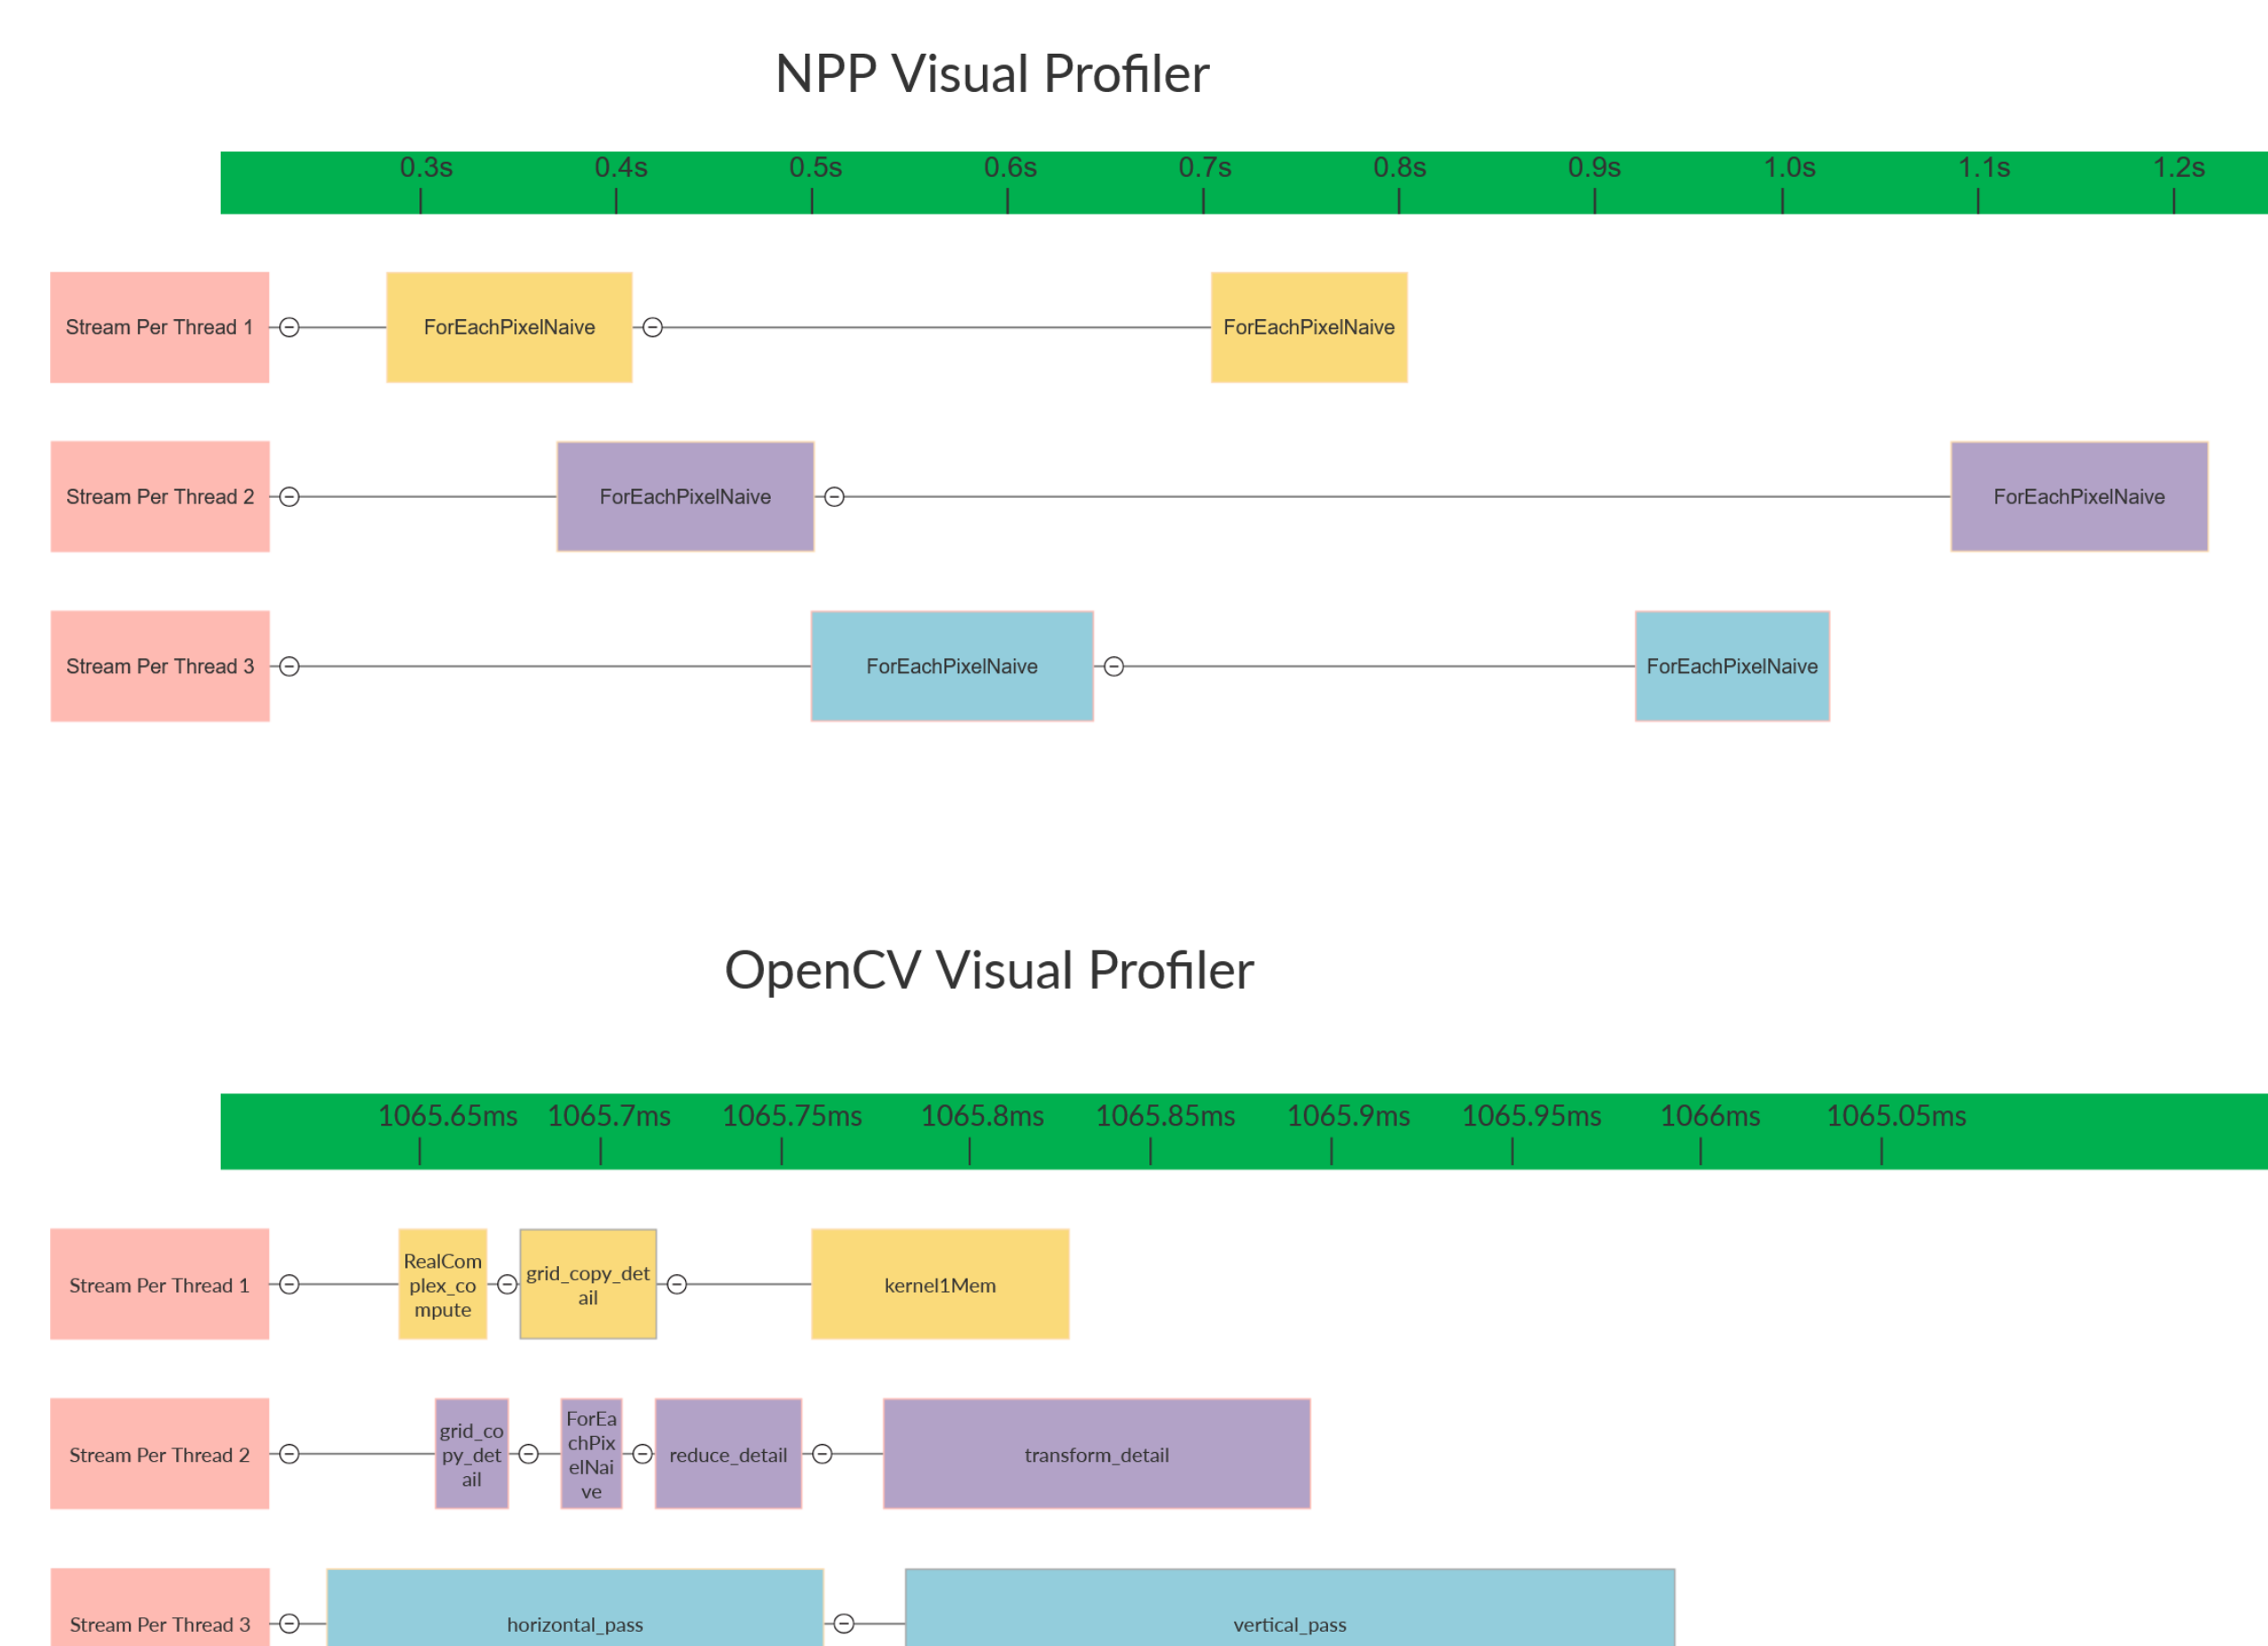 NPP Visual Profiler
0.3s 0.4s 0.5s 0.6s 0.7s 0.8s 0.9s 1.0s 1.1s 1.2s
Stream Per Thread 1
ForEachPixelNaive
ForEachPixelNaive
Stream Per Thread 2
ForEachPixelNaive
ForEachPixelNaive
Stream Per Thread 3
ForEachPixelNaive
ForEachPixelNaive
OpenCV Visual Profiler
1065.65ms 1065.7ms 1065.75ms 1065.8ms 1065.85ms 1065.9ms 1065.95ms 1066ms 1065.05ms
Stream Per Thread 1
RealCom
plex_co
mpute
grid_copy_det
ail
kernel1Mem
Stream Per Thread 2
grid_co
py_det
ail
ForEa
chPix
elNai
ve
reduce_detail
transform_detail
Stream Per Thread 3
horizontal_pass
vertical_pass